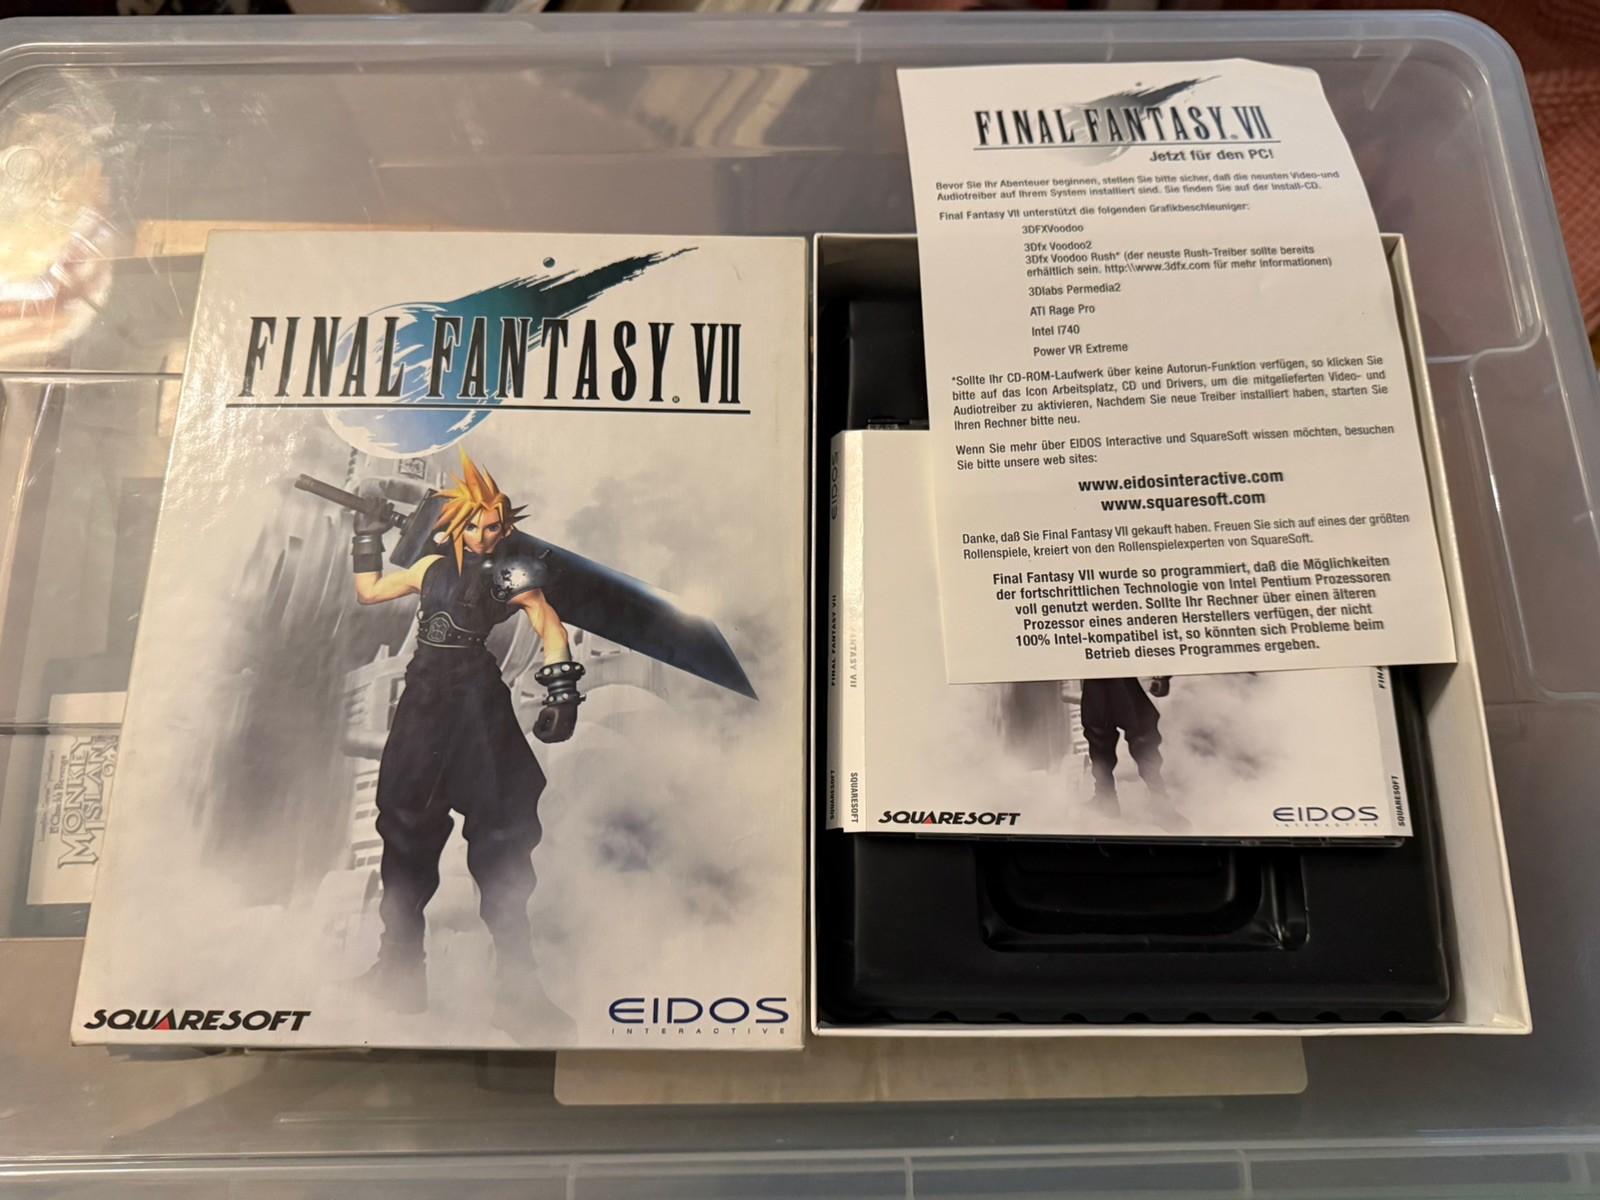 FINAL FANTASY® VII
SQUARESOFT
EIDOS
INTERACTIVE
FINAL FANTASY® VII
Jetzt für den PC!
Bevor Sie Ihr Abenteuer beginnen, stellen Sie bitte sicher, daß die neusten Video-und
Audiotreiber auf Ihrem System installiert sind. Sie finden Sie auf der Install-CD.
Final Fantasy VII unterstützt die folgenden Grafikbeschleuniger:
3DFXVoodoo
3Dfx Voodoo2
3Dfx Voodoo Rush* (der neuste Rush-Treiber sollte bereits
erhältlich sein. http:\\www.3dfx.com für mehr Informationen)
3Dlabs Permedia2
ATI Rage Pro
Intel I740
Power VR Extreme
*Sollte Ihr CD-ROM-Laufwerk über keine Autorun-Funktion verfügen, so klicken Sie
bitte auf das Icon Arbeitsplatz, CD und Drivers, um die mitgelieferten Video- und
Audiotreiber zu aktivieren, Nachdem Sie neue Treiber installiert haben, starten Sie
Ihren Rechner bitte neu.
Wenn Sie mehr über EIDOS Interactive und SquareSoft wissen möchten, besuchen
Sie bitte unsere web sites:
www.eidosinteractive.com
www.squaresoft.com
Danke, daß Sie Final Fantasy VII gekauft haben. Freuen Sie sich auf eines der größten
Rollenspiele, kreiert von den Rollenspielexperten von SquareSoft.
Final Fantasy VII wurde so programmiert, daß die Möglichkeiten
der fortschrittlichen Technologie von Intel Pentium Prozessoren
voll genutzt werden. Sollte Ihr Rechner über einen älteren
Prozessor eines anderen Herstellers verfügen, der nicht
100% Intel-kompatibel ist, so könnten sich Probleme beim
Betrieb dieses Programmes ergeben.
EIDOS
FINAL FANTASY VII
SQUARESOFT
FANTASY VII
SQUARESOFT
SQUARESOFT
EIDOS
INTERACTIVE
FINA
SQUARESOFT
MONKEY
ISLAND
LeChuck's Revenge